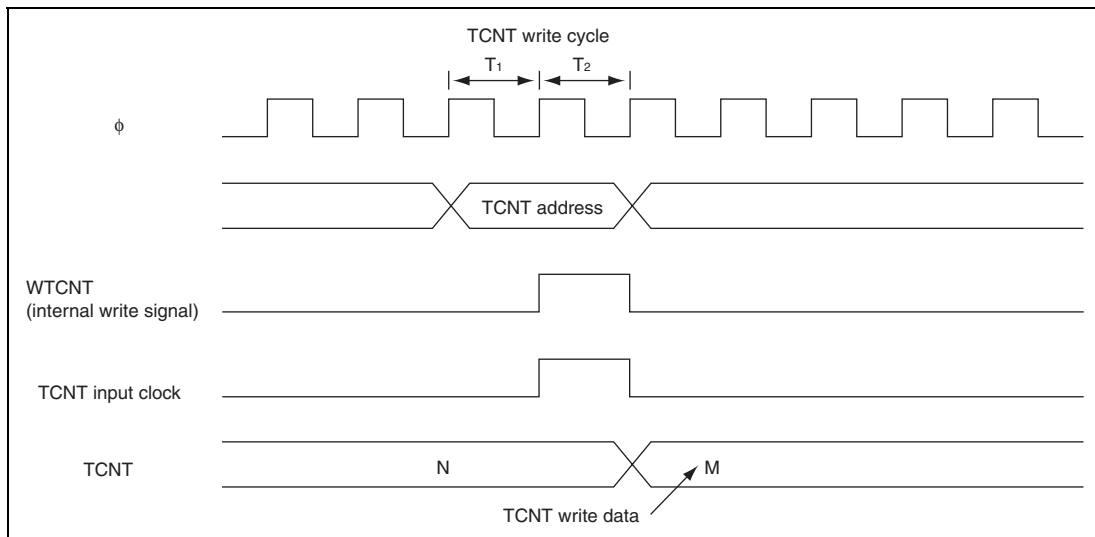 TCNT write cycle
T1 T2
ϕ
TCNT address
WTCNT
(internal write signal)
TCNT input clock
TCNT N M
TCNT write data